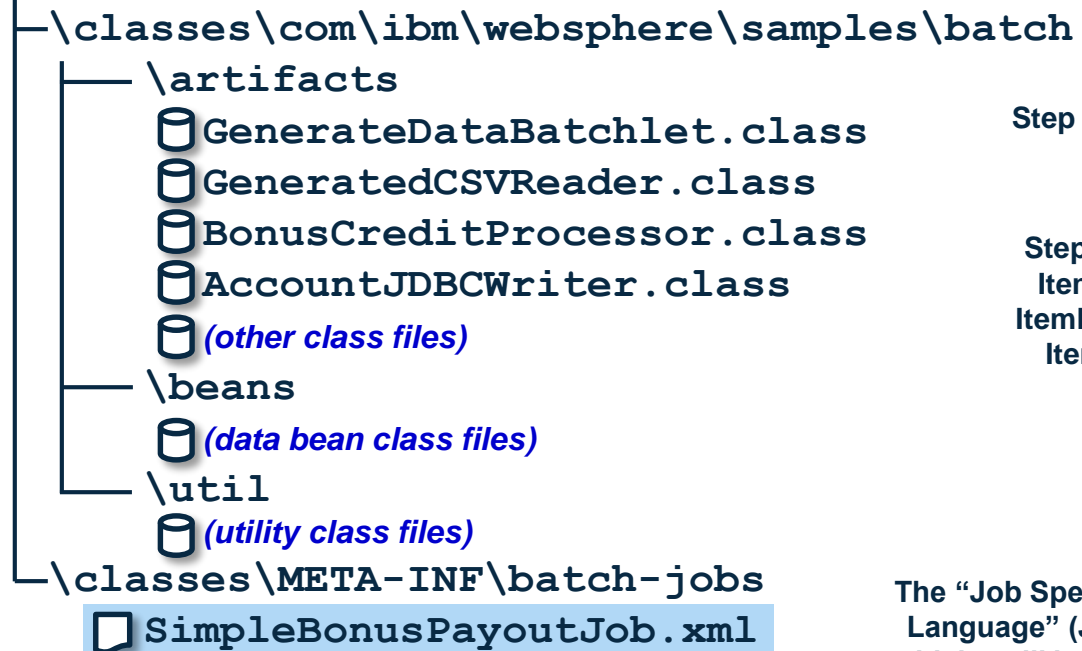 \classes\com\ibm\websphere\samples\batch
\artifacts
GenerateDataBatchlet.class
Step
GeneratedCSVReader.class
BonusCreditProcessor.class
Step
AccountJDBCWriter.class
(other class files)
\beans
(data bean class files)
\util
(utility class files)
\classes\META-INF\batch-jobs
The “Job
SimpleBonusPayoutJob.xml
Language”